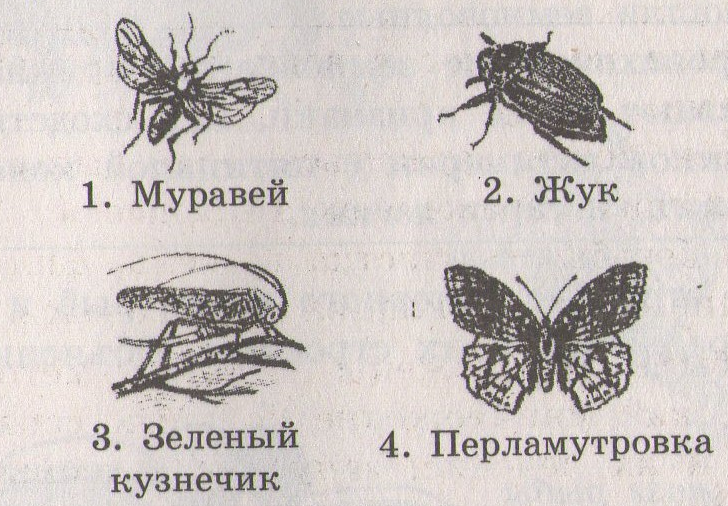 1. Муравей
2. Жук
3. Зеленый
кузнечик
4. Перламутровка